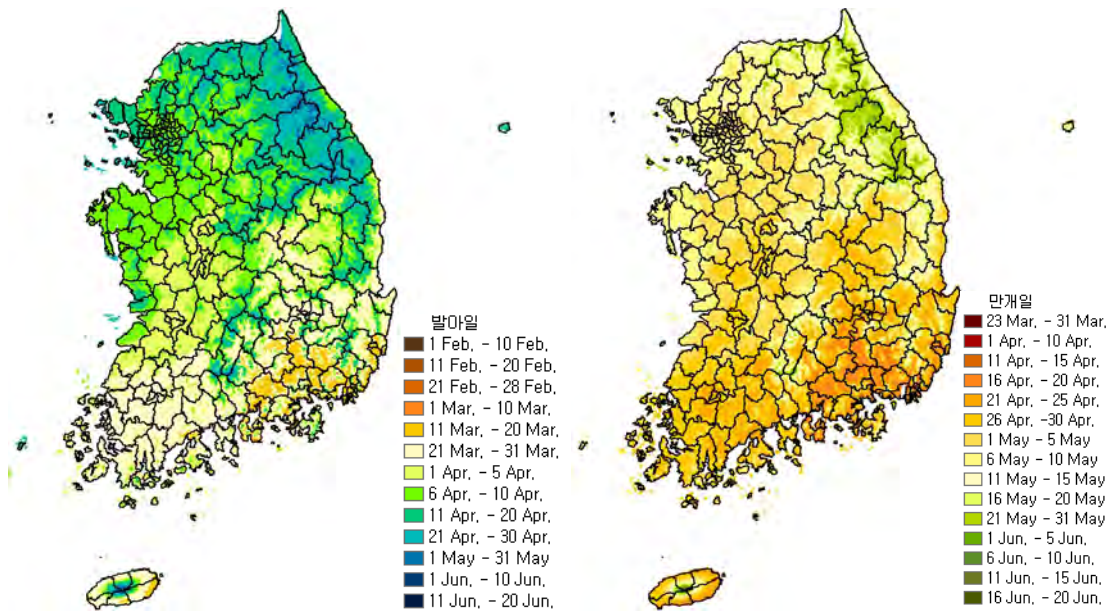 발아일
1 Feb, - 10 Feb,
11 Feb, - 20 Feb,
21 Feb, - 28 Feb,
1 Mar, - 10 Mar,
11 Mar, - 20 Mar,
21 Mar, - 31 Mar,
1 Apr, - 5 Apr,
6 Apr, - 10 Apr,
11 Apr, - 20 Apr,
21 Apr, - 30 Apr,
1 May - 31 May
1 Jun, - 10 Jun,
11 Jun, - 20 Jun,
만개일
23 Mar, - 31 Mar,
1 Apr, - 10 Apr,
11 Apr, - 15 Apr,
16 Apr, - 20 Apr,
21 Apr, - 25 Apr,
26 Apr, -30 Apr,
1 May - 5 May
6 May - 10 May
11 May - 15 May
16 May - 20 May
21 May - 31 May
1 Jun, - 5 Jun,
6 Jun, - 10 Jun,
11 Jun, - 15 Jun,
16 Jun, - 20 Jun,